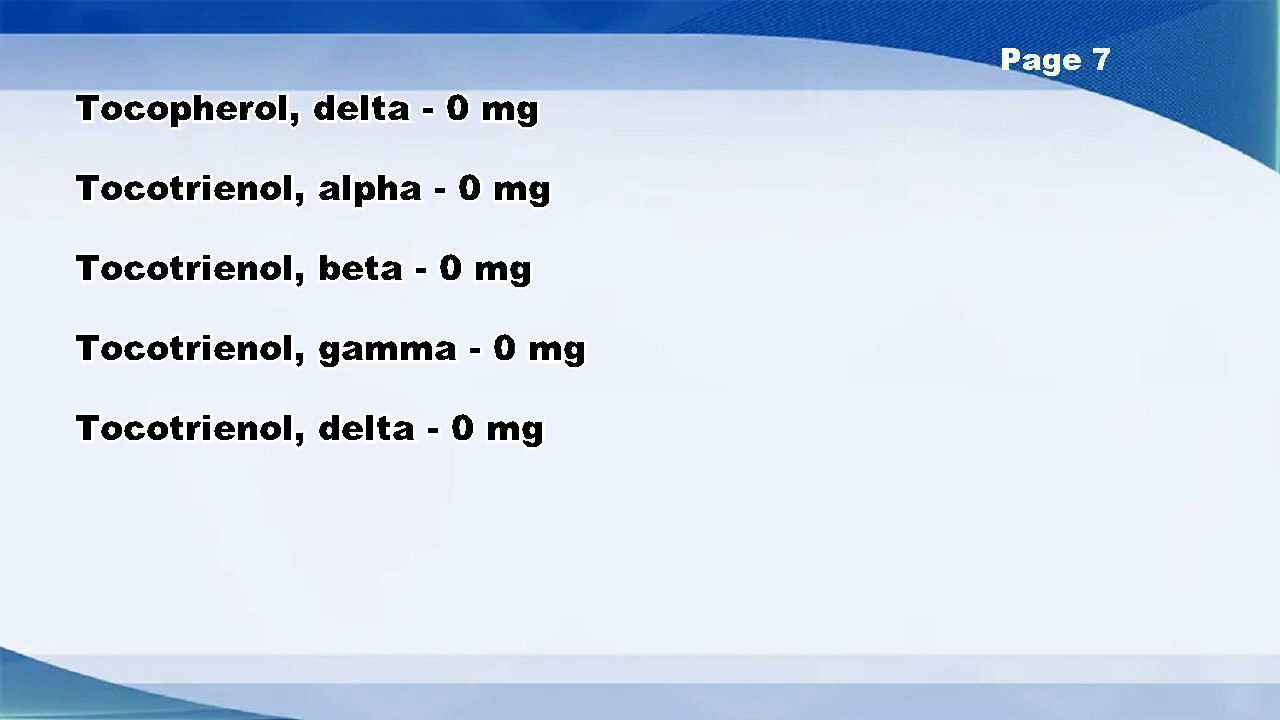 Page 7
Tocopherol, delta - 0 mg
Tocotrienol, alpha - 0 mg
Tocotrienol, beta - 0 mg
Tocotrienol, gamma - 0 mg
Tocotrienol, delta - 0 mg